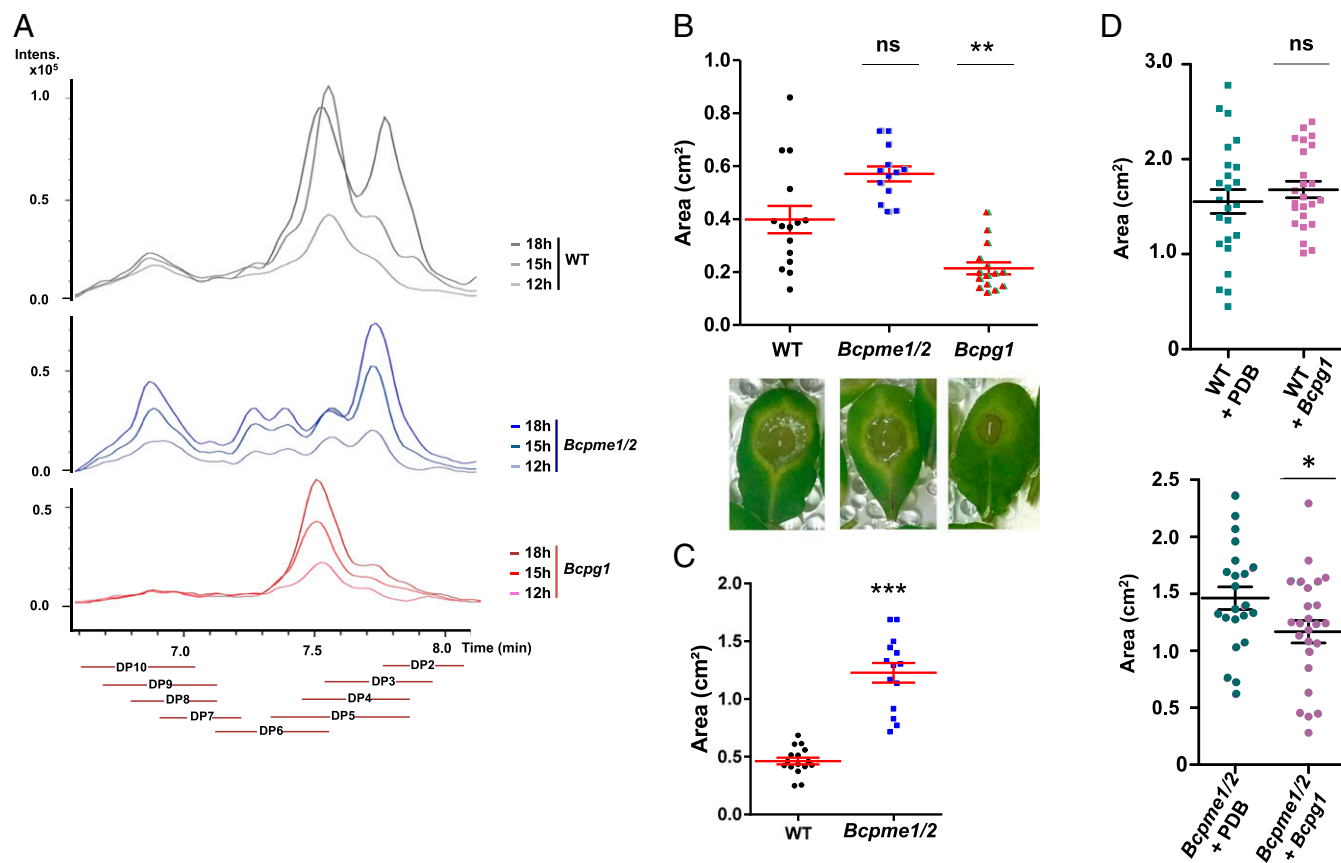 A
Intens.
x10⁵
1.0
0.5
0.0
18h
15h
12h
WT
0.5
0.0
18h
15h
12h
Bcpme1/2
0.5
0.0
18h
15h
12h
Bcpg1
7.0
7.5
8.0
Time (min)
DP10
DP9
DP8
DP7
DP6
DP2
DP3
DP4
DP5
B
ns
**
1.0
0.8
0.6
0.4
0.2
0.0
Area (cm²)
WT
Bcpme1/2
Bcpg1
C
***
2.0
1.5
1.0
0.5
0.0
Area (cm²)
WT
Bcpme1/2
D
ns
3.0
2.0
1.0
0
Area (cm²)
WT
+ PDB
WT
+ Bcpg1
*
2.5
2.0
1.5
1.0
0.5
0
Area (cm²)
Bcpme1/2
+ PDB
Bcpme1/2
+ Bcpg1